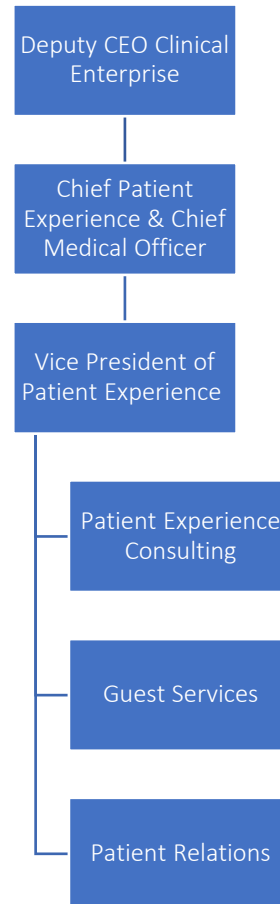 Deputy CEO Clinical
Enterprise
Chief Patient
Experience & Chief
Medical Officer
Vice President of
Patient Experience
Patient Experience
Consulting
Guest Services
Patient Relations